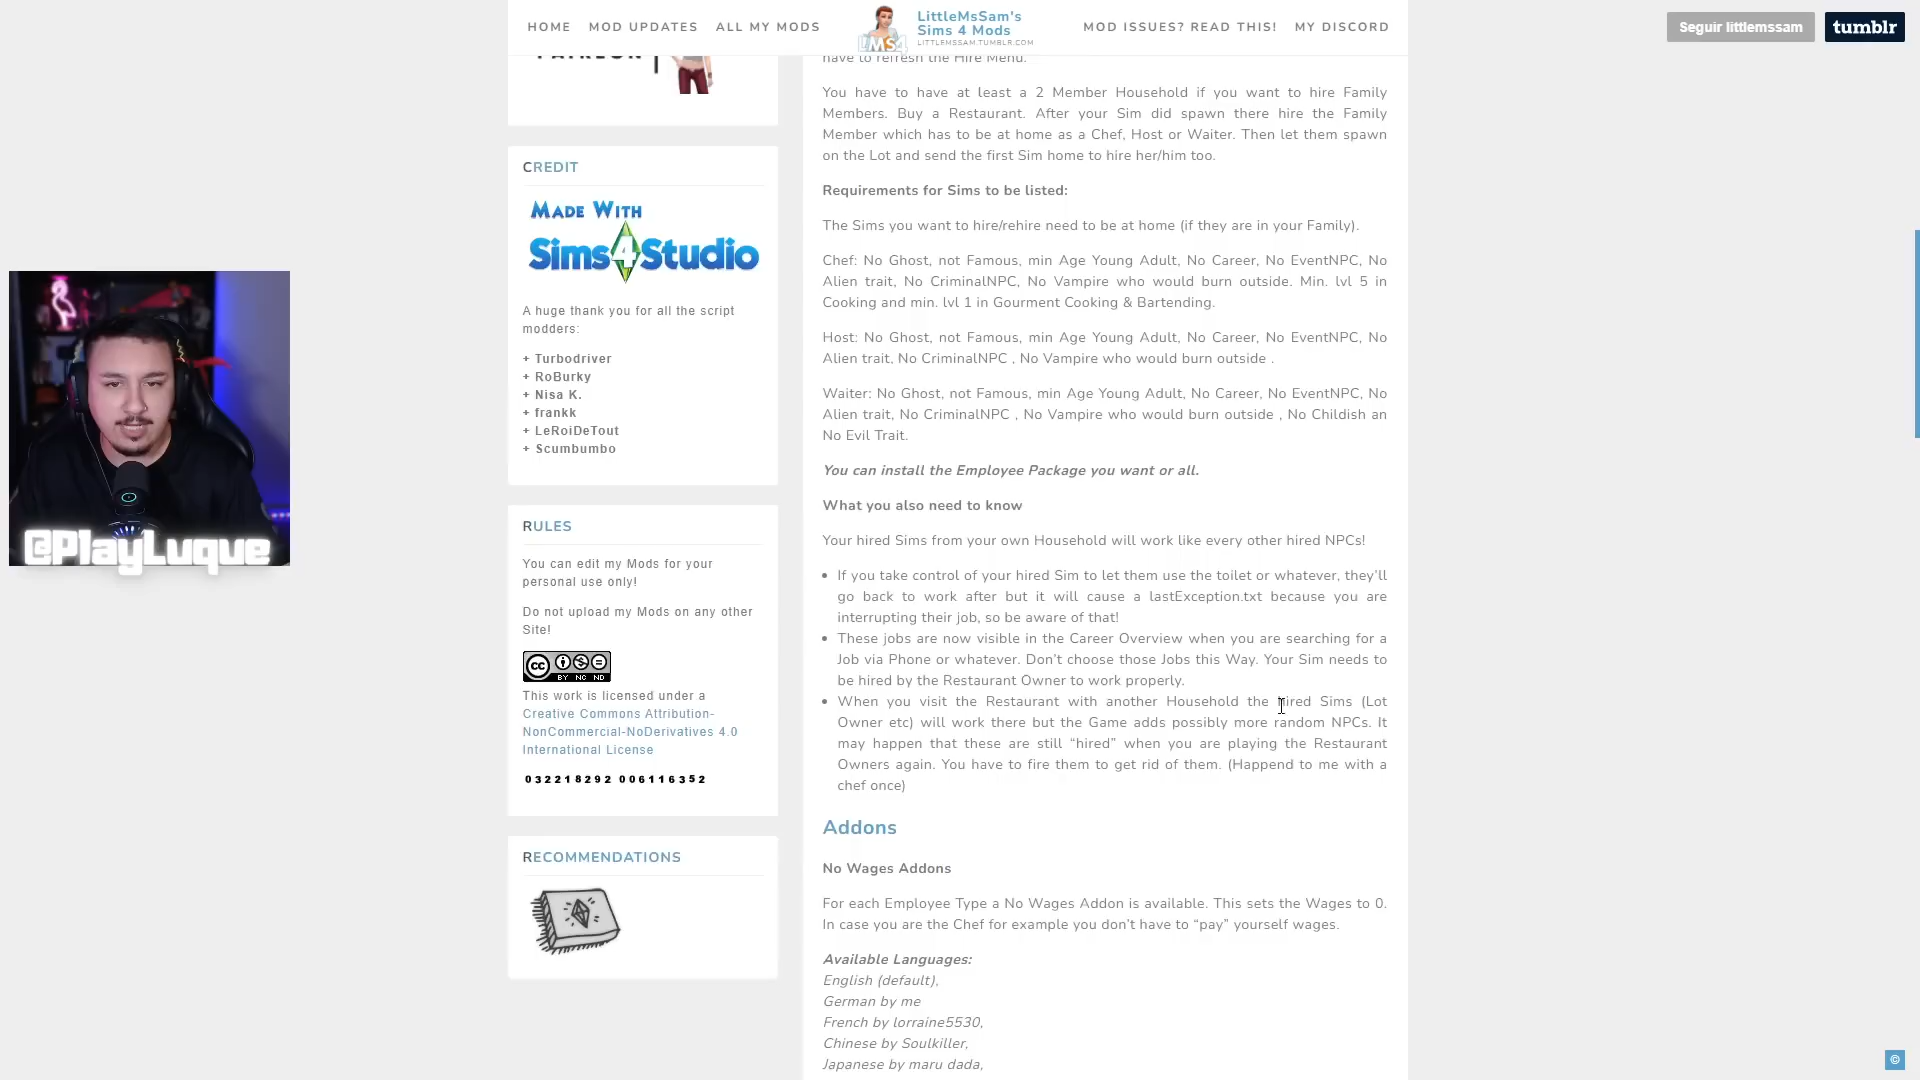 HOME MOD UPDATES ALL MY MODS
LMS4
LittleMsSam's
Sims 4 Mods
LITTLEMSSAM.TUMBLR.COM
MOD ISSUES? READ THIS! MY DISCORD
Seguir littlemssam
tumblr
@PlayLuque
CREDIT
MADE WITH
Sims4Studio
A huge thank you for all the script
modders:
+ Turbodriver
+ RoBurky
+ Nisa K.
+ frankk
+ LeRoiDeTout
+ Scumbumbo
RULES
You can edit my Mods for your
personal use only!
Do not upload my Mods on any other
Site!
cc
BY NC ND
This work is licensed under a
Creative Commons Attribution-
NonCommercial-NoDerivatives 4.0
International License
032218292 006116352
RECOMMENDATIONS
have to refresh the Hire Menu.
You have to have at least a 2 Member Household if you want to hire Family
Members. Buy a Restaurant. After your Sim did spawn there hire the Family
Member which has to be at home as a Chef, Host or Waiter. Then let them spawn
on the Lot and send the first Sim home to hire her/him too.
Requirements for Sims to be listed:
The Sims you want to hire/rehire need to be at home (if they are in your Family).
Chef: No Ghost, not Famous, min Age Young Adult, No Career, No EventNPC, No
Alien trait, No CriminalNPC, No Vampire who would burn outside. Min. lvl 5 in
Cooking and min. lvl 1 in Gourment Cooking & Bartending.
Host: No Ghost, not Famous, min Age Young Adult, No Career, No EventNPC, No
Alien trait, No CriminalNPC , No Vampire who would burn outside .
Waiter: No Ghost, not Famous, min Age Young Adult, No Career, No EventNPC, No
Alien trait, No CriminalNPC , No Vampire who would burn outside , No Childish an
No Evil Trait.
You can install the Employee Package you want or all.
What you also need to know
Your hired Sims from your own Household will work like every other hired NPCs!
• If you take control of your hired Sim to let them use the toilet or whatever, they'll
go back to work after but it will cause a lastException.txt because you are
interrupting their job, so be aware of that!
• These jobs are now visible in the Career Overview when you are searching for a
Job via Phone or whatever. Don't choose those Jobs this Way. Your Sim needs to
be hired by the Restaurant Owner to work properly.
• When you visit the Restaurant with another Household the hired Sims (Lot
Owner etc) will work there but the Game adds possibly more random NPCs. It
may happen that these are still “hired” when you are playing the Restaurant
Owners again. You have to fire them to get rid of them. (Happend to me with a
chef once)
Addons
No Wages Addons
For each Employee Type a No Wages Addon is available. This sets the Wages to 0.
In case you are the Chef for example you don't have to “pay” yourself wages.
Available Languages:
English (default),
German by me
French by lorraine5530,
Chinese by Soulkiller,
Japanese by maru dada,
©